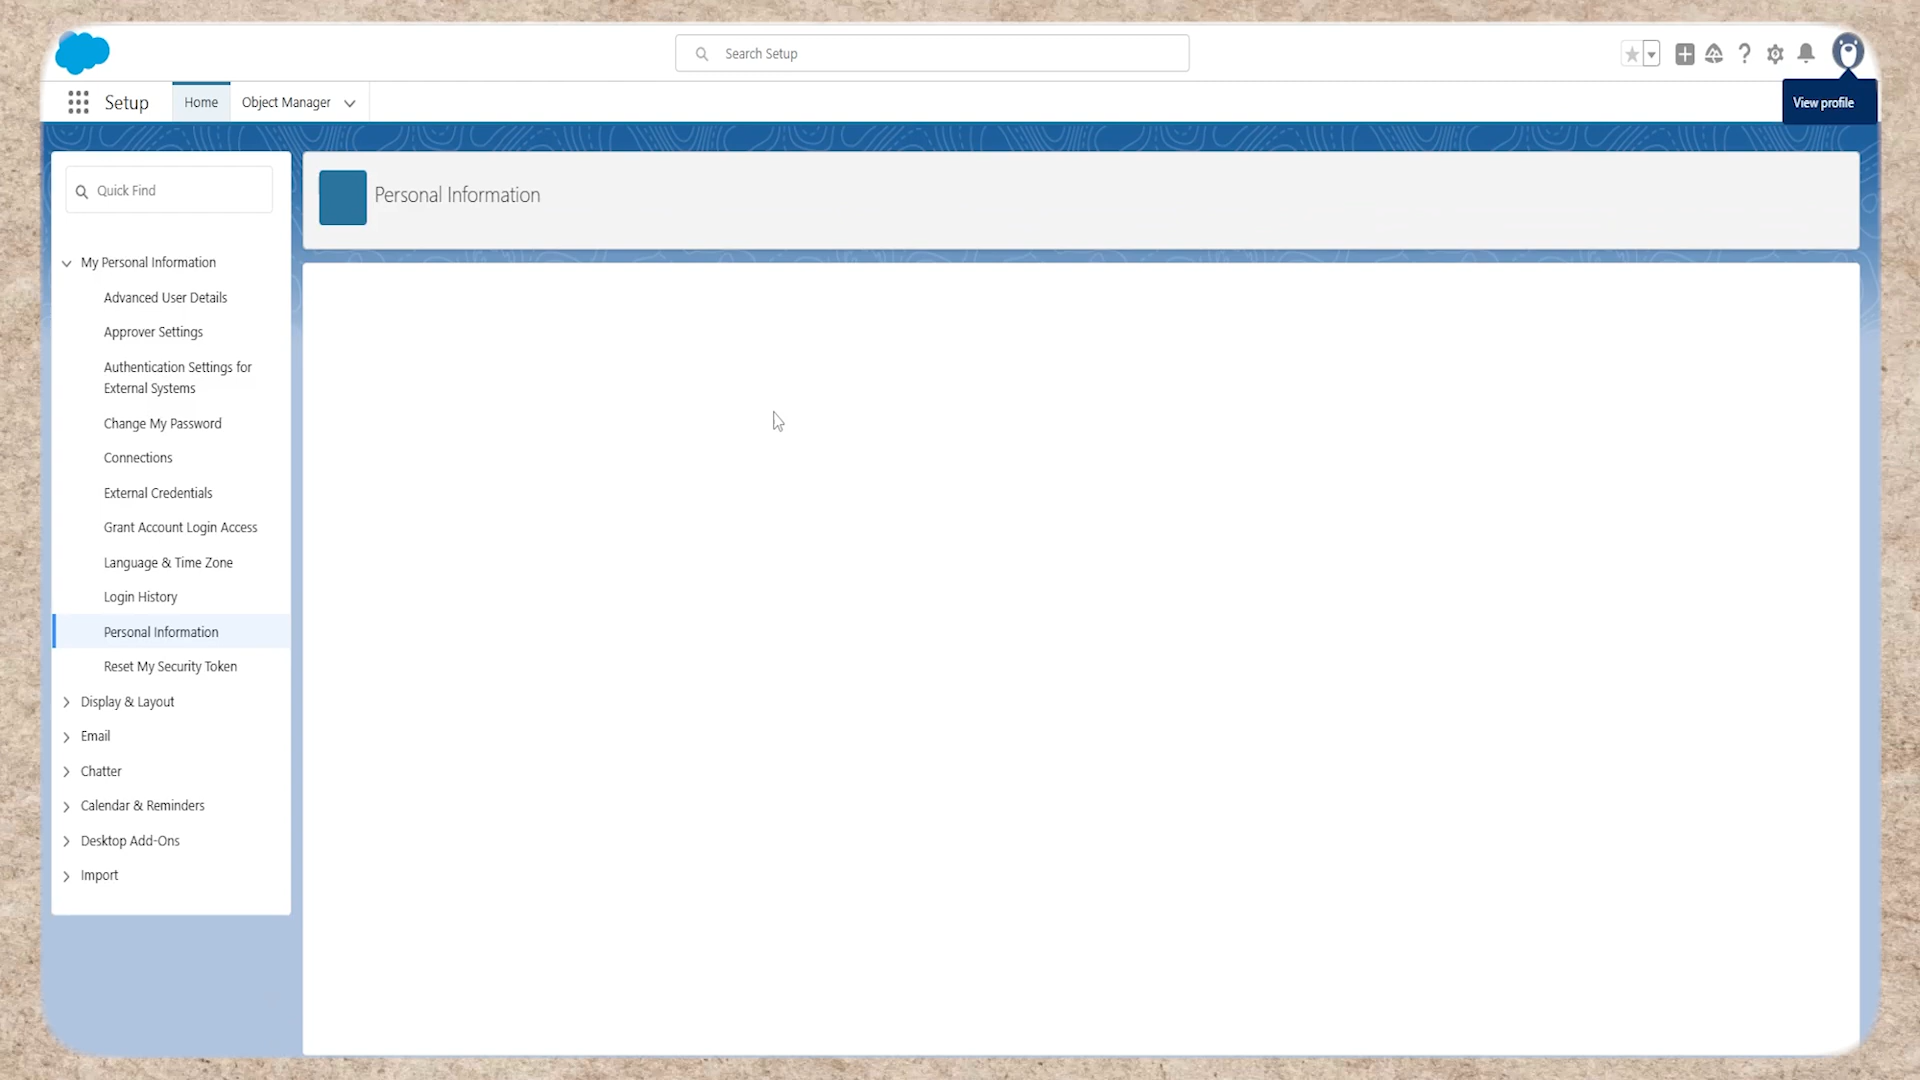 Search Setup
Setup
Home
Object Manager
View profile
Quick Find
Personal Information
My Personal Information
Advanced User Details
Approver Settings
Authentication Settings for
External Systems
Change My Password
Connections
External Credentials
Grant Account Login Access
Language & Time Zone
Login History
Personal Information
Reset My Security Token
Display & Layout
Email
Chatter
Calendar & Reminders
Desktop Add-Ons
Import